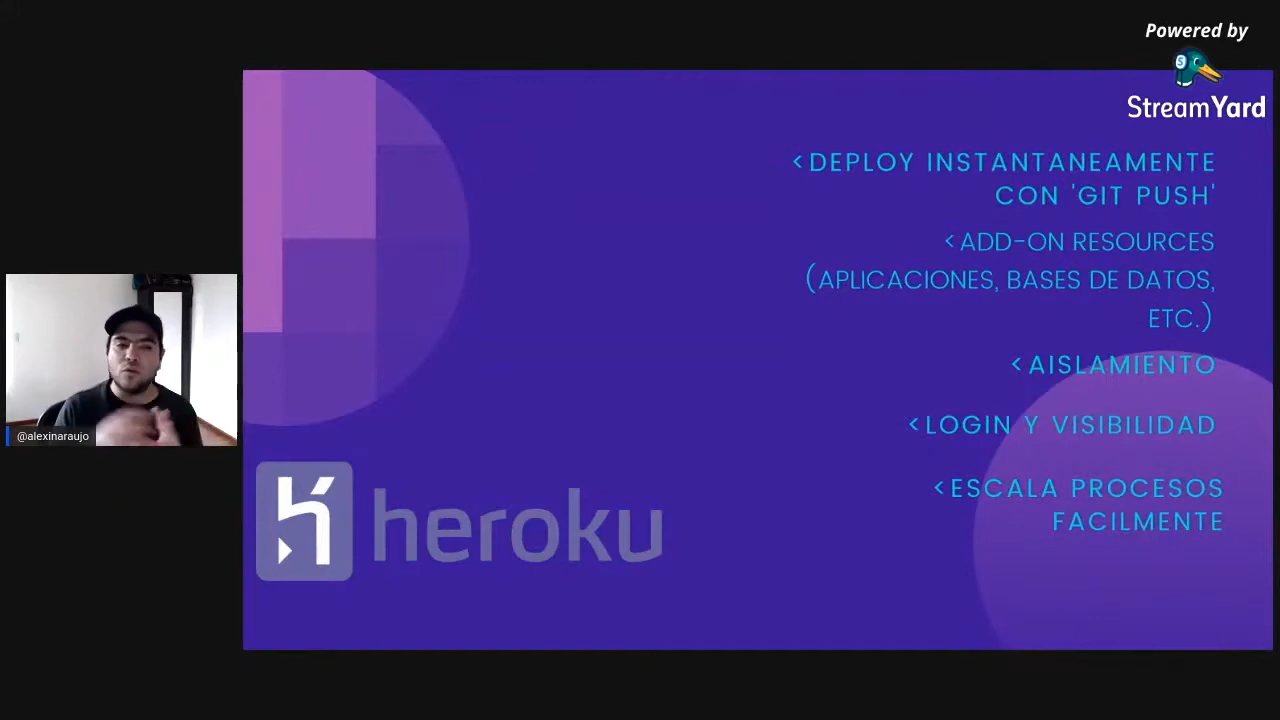 Powered by
StreamYard
<DEPLOY INSTANTANEAMENTE
CON 'GIT PUSH'
<ADD-ON RESOURCES
(APLICACIONES, BASES DE DATOS,
ETC.)
<AISLAMIENTO
<LOGIN Y VISIBILIDAD
<ESCALA PROCESOS
FACILMENTE
@alexinaraujo
heroku